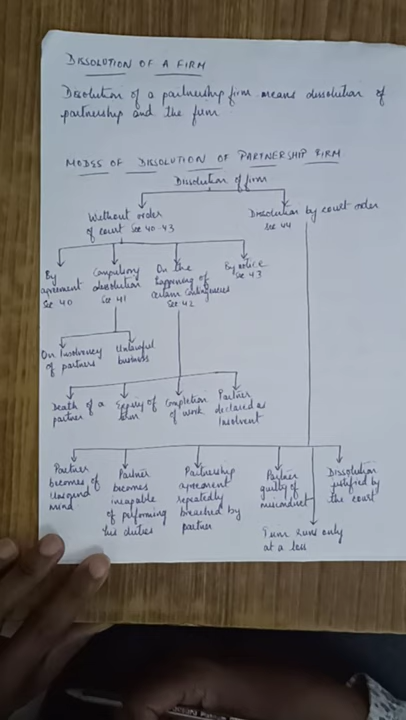 DISSOLUTION OF A FIRM
Dissolution of a partnership firm means dissolution of
partnership and the firm
MODES OF DISSOLUTION OF PARTNERSHIP FIRM
Dissolution of firm
Without order
of court Sec 40-43
Dissolution by court order
sec 44
By
agreement
Sec 40
Compulsory
dissolution
Sec 41
On the
happening of
certain contingencies
Sec 42
By notice
Sec 43
On Insolvency
of partners
Unlawful
business
Death of a
partner
Expiry of
term
Completion
of work
Partner
declared as
Insolvent
Partner
becomes of
Unsound
mind
Partner
becomes
incapable
of performing
his duties
Partnership
agreement
repeatedly
breached by
partner
Partner
guilty of
misconduct
Firm runs only
at a loss
Dissolution
justified by
the court